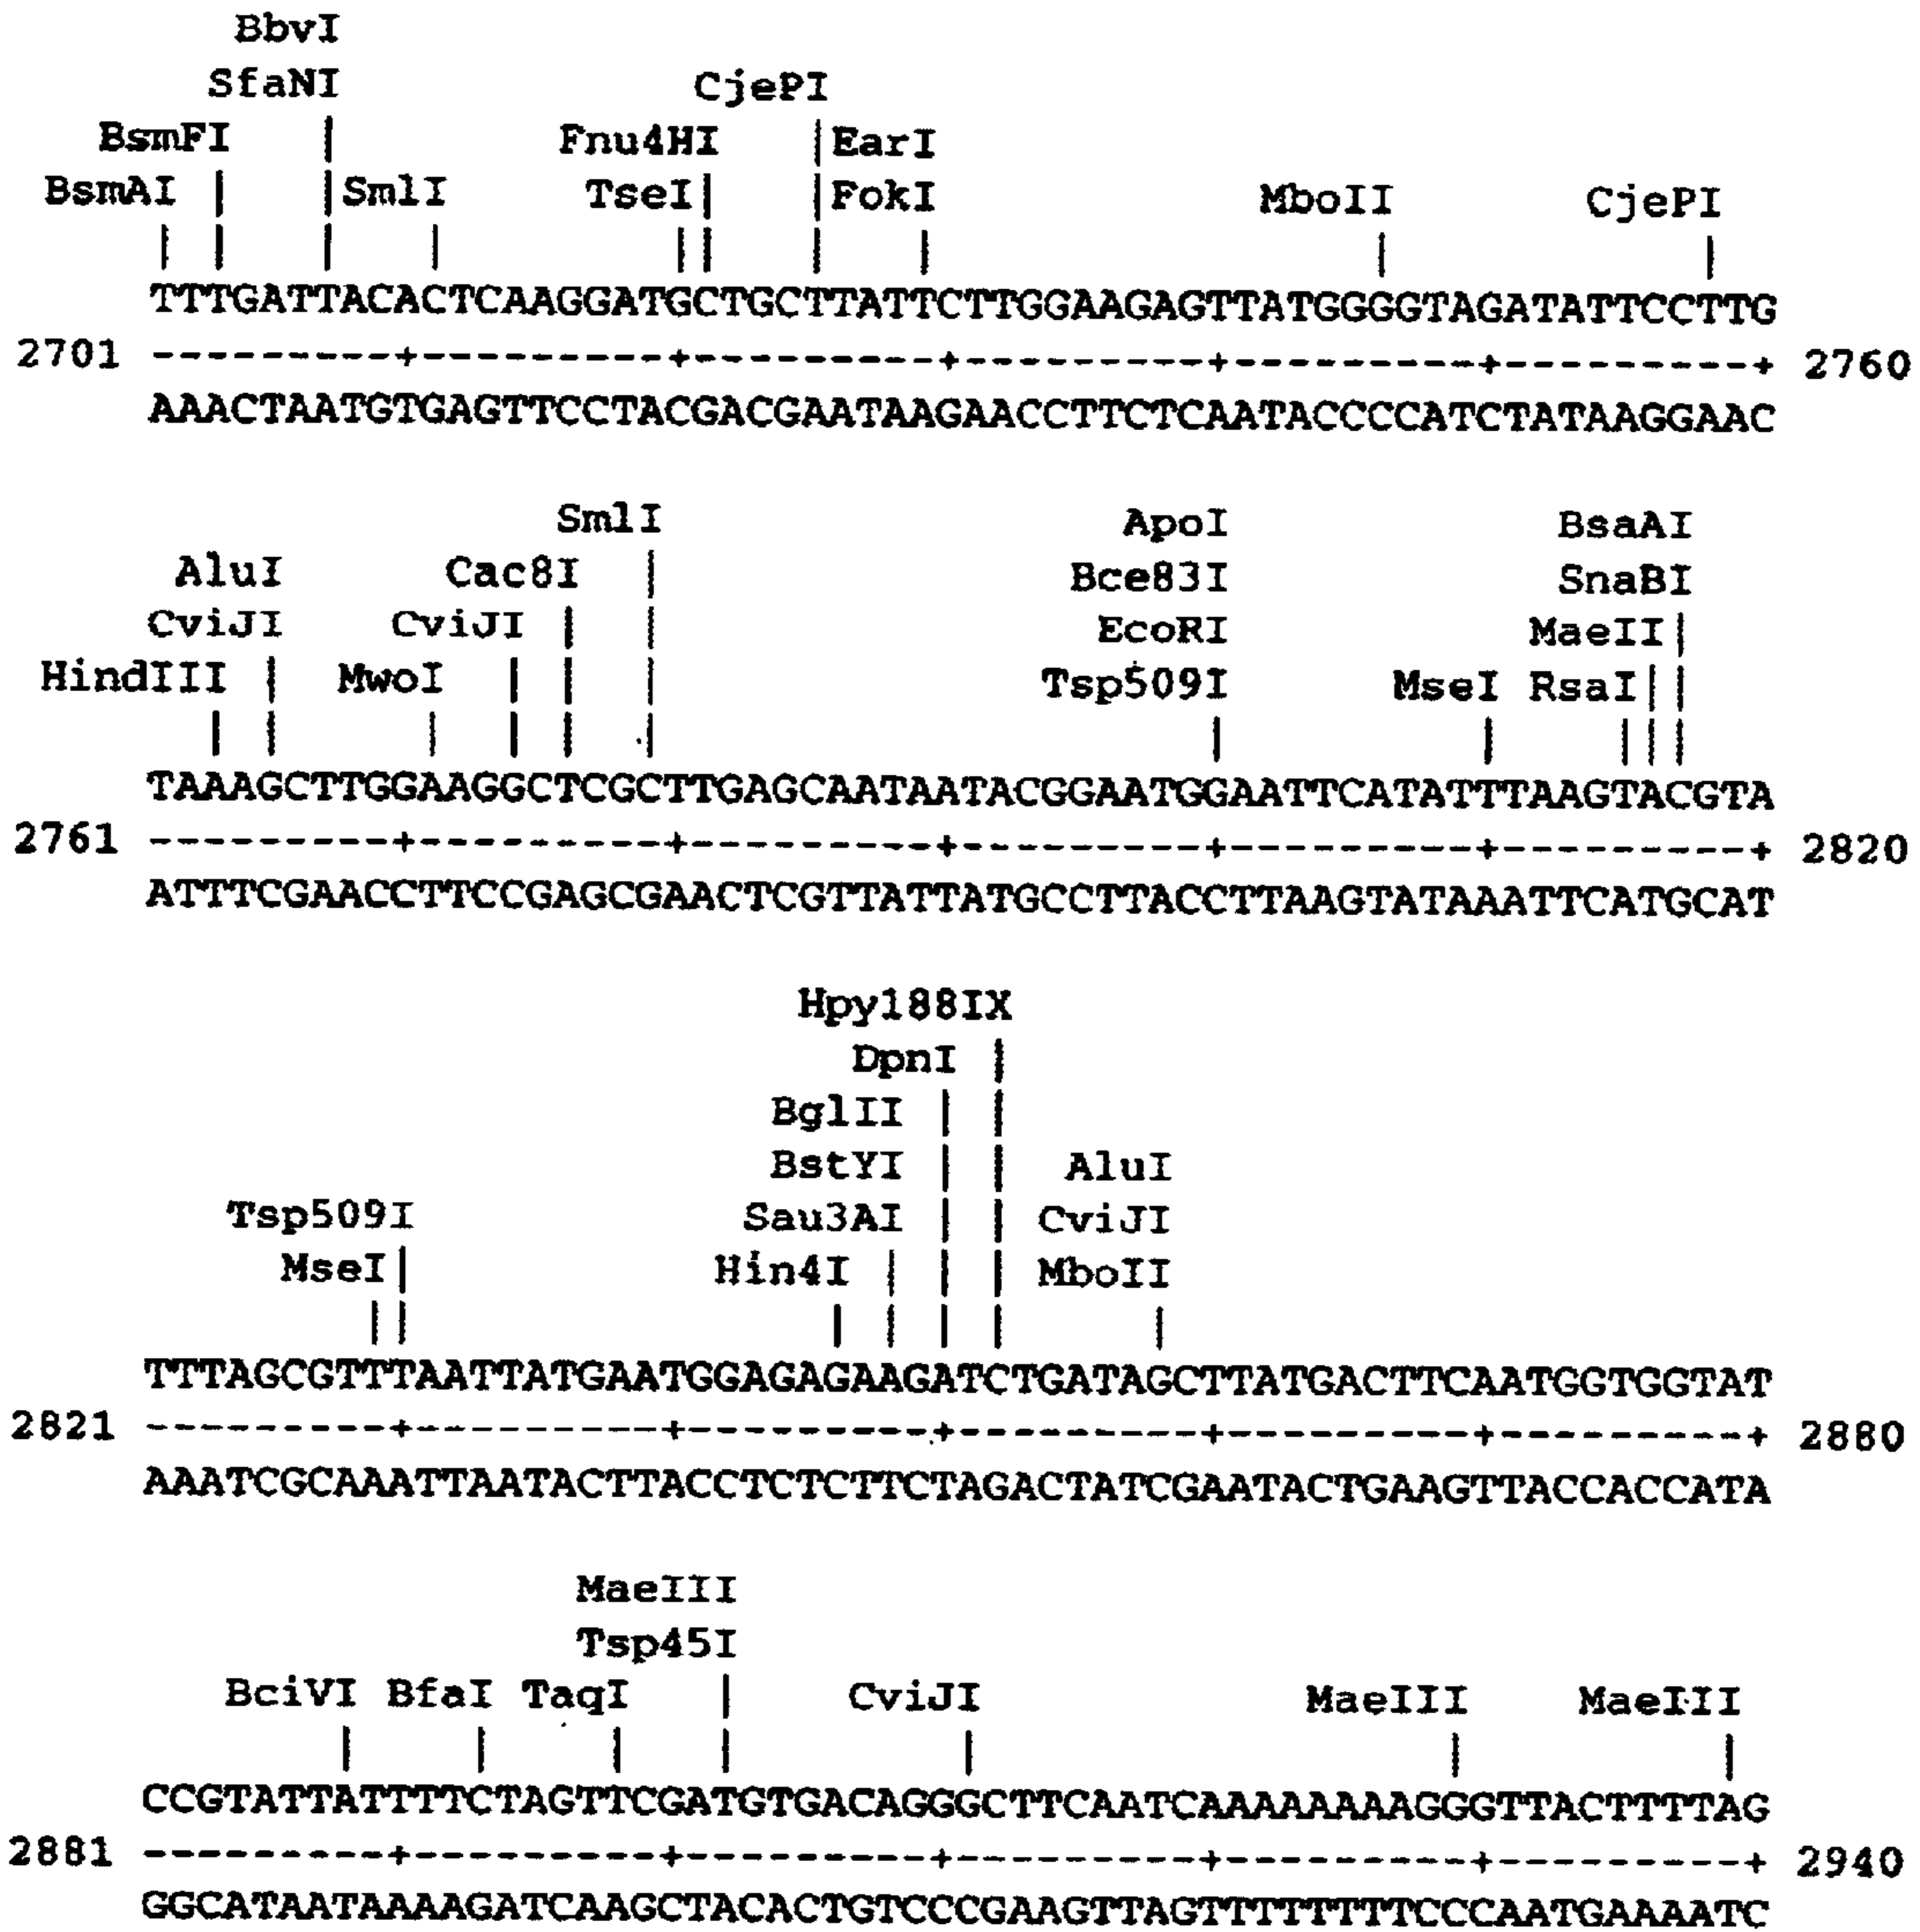 BbvI
SfaNI CjePI
BsmFI | Fnu4HI |EarI
BsmAI | |SmlI TseI| |FokI MboII CjePI
| | | | || | | | |
TTTGATTACACTCAAGGATGCTGCTTATTCTTGGAAGAGTTATGGGGTAGATATTCCTTG
2701 ---------+---------+---------+---------+---------+---------+ 2760
AAACTAATGTGAGTTCCTACGACGAATAAGAACCTTCTCAATACCCCATCTATAAGGAAC
SmlI ApoI BsaAI
AluI Cac8I | Bce83I SnaBI
CviJI CviJI | | EcoRI MaeII|
HindIII | MwoI | | | Tsp509I MseI RsaI||
| | | | | | | | |||
TAAAGCTTGGAAGGCTCGCTTGAGCAATAATACGGAATGGAATTCATATTTAAGTACGTA
2761 ---------+---------+---------+---------+---------+---------+ 2820
ATTTCGAACCTTCCGAGCGAACTCGTTATTATGCCTTACCTTAAGTATAAATTCATGCAT
Hpy188IX
DpnI |
BglII | |
BstYI | | AluI
Tsp509I Sau3AI | | CviJI
MseI| Hin4I | | | MboII
|| | | | | |
TTTAGCGTTTAATTATGAATGGAGAGAAGATCTGATAGCTTATGACTTCAATGGTGGTAT
2821 ---------+---------+---------+---------+---------+---------+ 2880
AAATCGCAAATTAATACTTACCTCTCTTCTAGACTATCGAATACTGAAGTTACCACCATA
MaeIII
Tsp45I
BciVI BfaI TaqI | CviJI MaeIII MaeIII
| | | | | | |
CCGTATTATTTTCTAGTTCGATGTGACAGGGCTTCAATCAAAAAAAAGGGTTACTTTTAG
2881 ---------+---------+---------+---------+---------+---------+ 2940
GGCATAATAAAAGATCAAGCTACACTGTCCCGAAGTTAGTTTTTTTTCCCAATGAAAATC